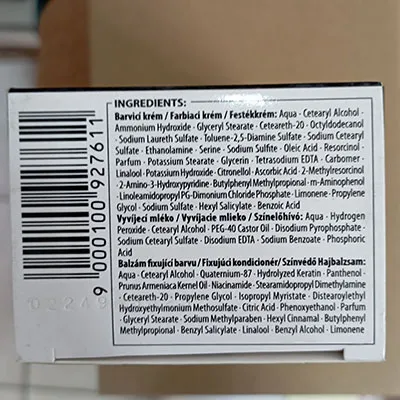 INGREDIENTS:
Barvicí krém / Farbiaci krém / Festékkrém: Aqua · Cetearyl Alcohol ·
Ammonium Hydroxide · Glyceryl Stearate · Ceteareth-20 · Octyldodecanol
· Sodium Laureth Sulfate · Toluene-2,5-Diamine Sulfate · Sodium Cetearyl
Sulfate · Ethanolamine · Serine · Sodium Sulfite · Oleic Acid · Resorcinol ·
Parfum · Potassium Stearate · Glycerin · Tetrasodium EDTA · Carbomer ·
Linalool · Potassium Hydroxide · Citronellol · Ascorbic Acid · 2-Methylresorcinol
· 2-Amino-3-Hydroxypyridine · Butylphenyl Methylpropional · m-Aminophenol
· Linoleamidopropyl PG-Dimonium Chloride Phosphate · Limonene · Propylene
Glycol · Sodium Sulfate · Hexyl Salicylate · Benzoic Acid
Vyvíjecí mléko / Vyvíjacie mlieko / Színelőhívó: Aqua · Hydrogen
Peroxide · Cetearyl Alcohol · PEG-40 Castor Oil · Disodium Pyrophosphate ·
Sodium Cetearyl Sulfate · Disodium EDTA · Sodium Benzoate · Phosphoric
Acid
Balzám fixující barvu / Fixujúci kondicionér/ Színvédő Hajbalzsam:
Aqua · Cetearyl Alcohol · Quaternium-87 · Hydrolyzed Keratin · Panthenol ·
Prunus Armeniaca Kernel Oil · Niacinamide · Stearamidopropyl Dimethylamine
· Ceteareth-20 · Propylene Glycol · Isopropyl Myristate · Distearoylethyl
Hydroxyethylmonium Methosulfate · Citric Acid · Phenoxyethanol · Parfum
· Glyceryl Stearate · Sodium Methylparaben · Hexyl Cinnamal · Butylphenyl
Methylpropional · Benzyl Salicylate · Linalool · Benzyl Alcohol · Limonene
9000100927611
02249